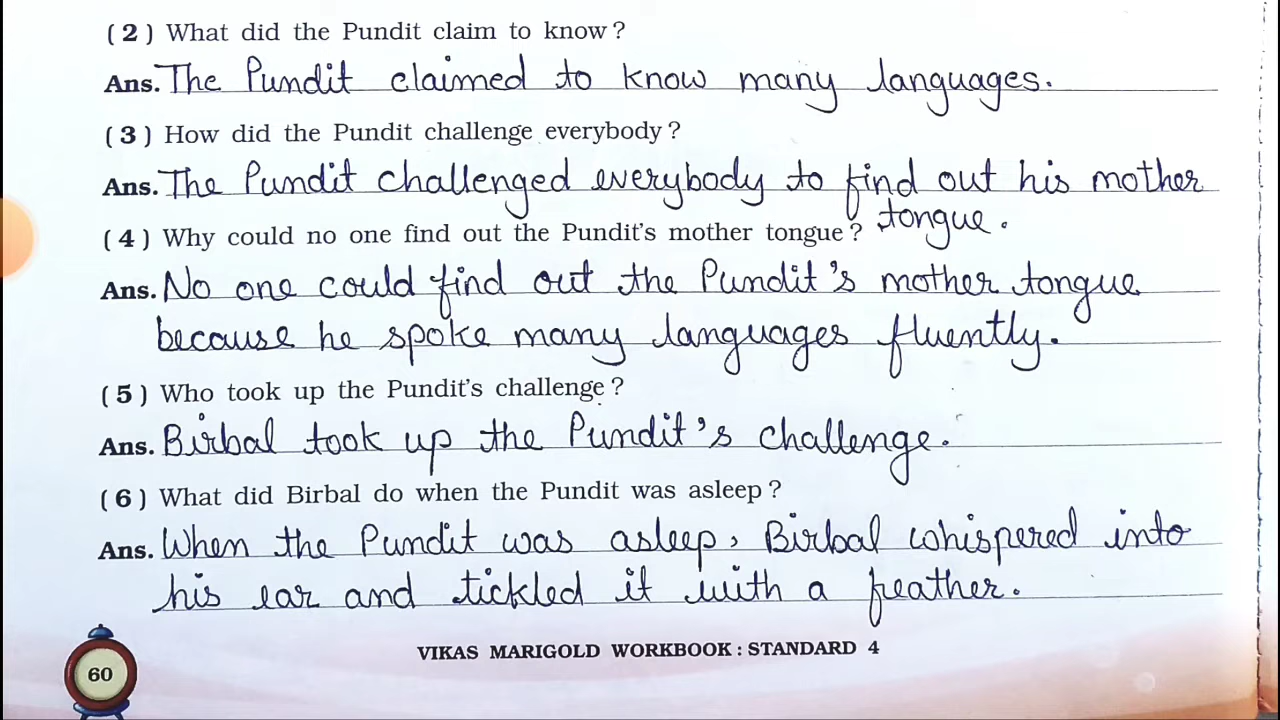 (2) What did the Pundit claim to know?
Ans. The Pundit claimed to know many languages.
(3) How did the Pundit challenge everybody?
Ans. The Pundit challenged everybody to find out his mother
tongue.
(4) Why could no one find out the Pundit's mother tongue?
Ans. No one could find out the Pundit's mother tongue
because he spoke many languages fluently.
(5) Who took up the Pundit's challenge?
Ans. Birbal took up the Pundit's challenge.
(6) What did Birbal do when the Pundit was asleep?
Ans. When the Pundit was asleep, Birbal whispered into
his ear and tickled it with a feather.
60
VIKAS MARIGOLD WORKBOOK : STANDARD 4